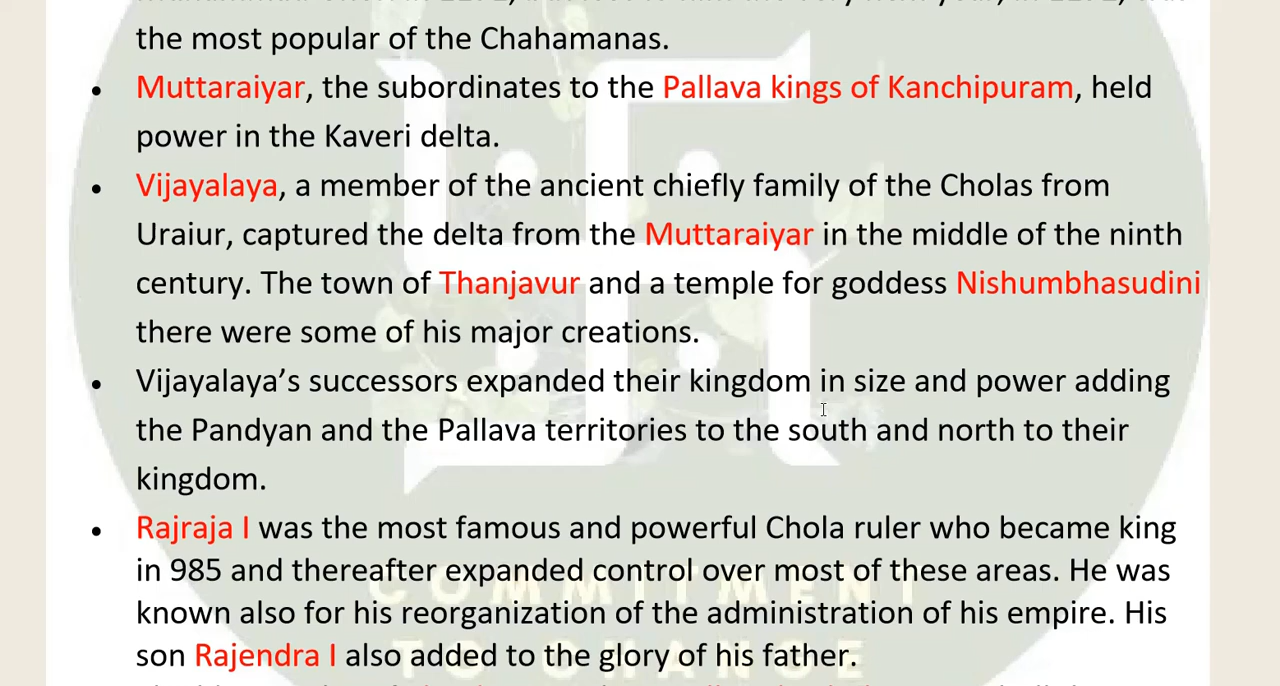 the most popular of the Chahamanas.
• Muttaraiyar, the subordinates to the Pallava kings of Kanchipuram, held
power in the Kaveri delta.
• Vijayalaya, a member of the ancient chiefly family of the Cholas from
Uraiur, captured the delta from the Muttaraiyar in the middle of the ninth
century. The town of Thanjavur and a temple for goddess Nishumbhasudini
there were some of his major creations.
• Vijayalaya’s successors expanded their kingdom in size and power adding
the Pandyan and the Pallava territories to the south and north to their
kingdom.
• Rajraja I was the most famous and powerful Chola ruler who became king
in 985 and thereafter expanded control over most of these areas. He was
known also for his reorganization of the administration of his empire. His
son Rajendra I also added to the glory of his father.
COMMITMENT
TO CHANGE